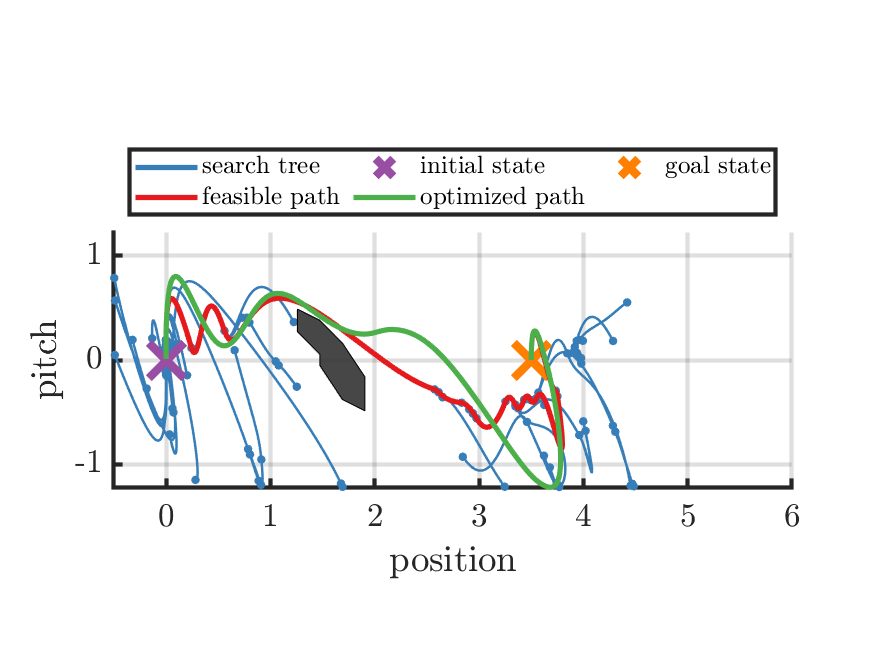 search tree initial state goal state
feasible path optimized path
1
0
-1
pitch
0 1 2 3 4 5 6
position